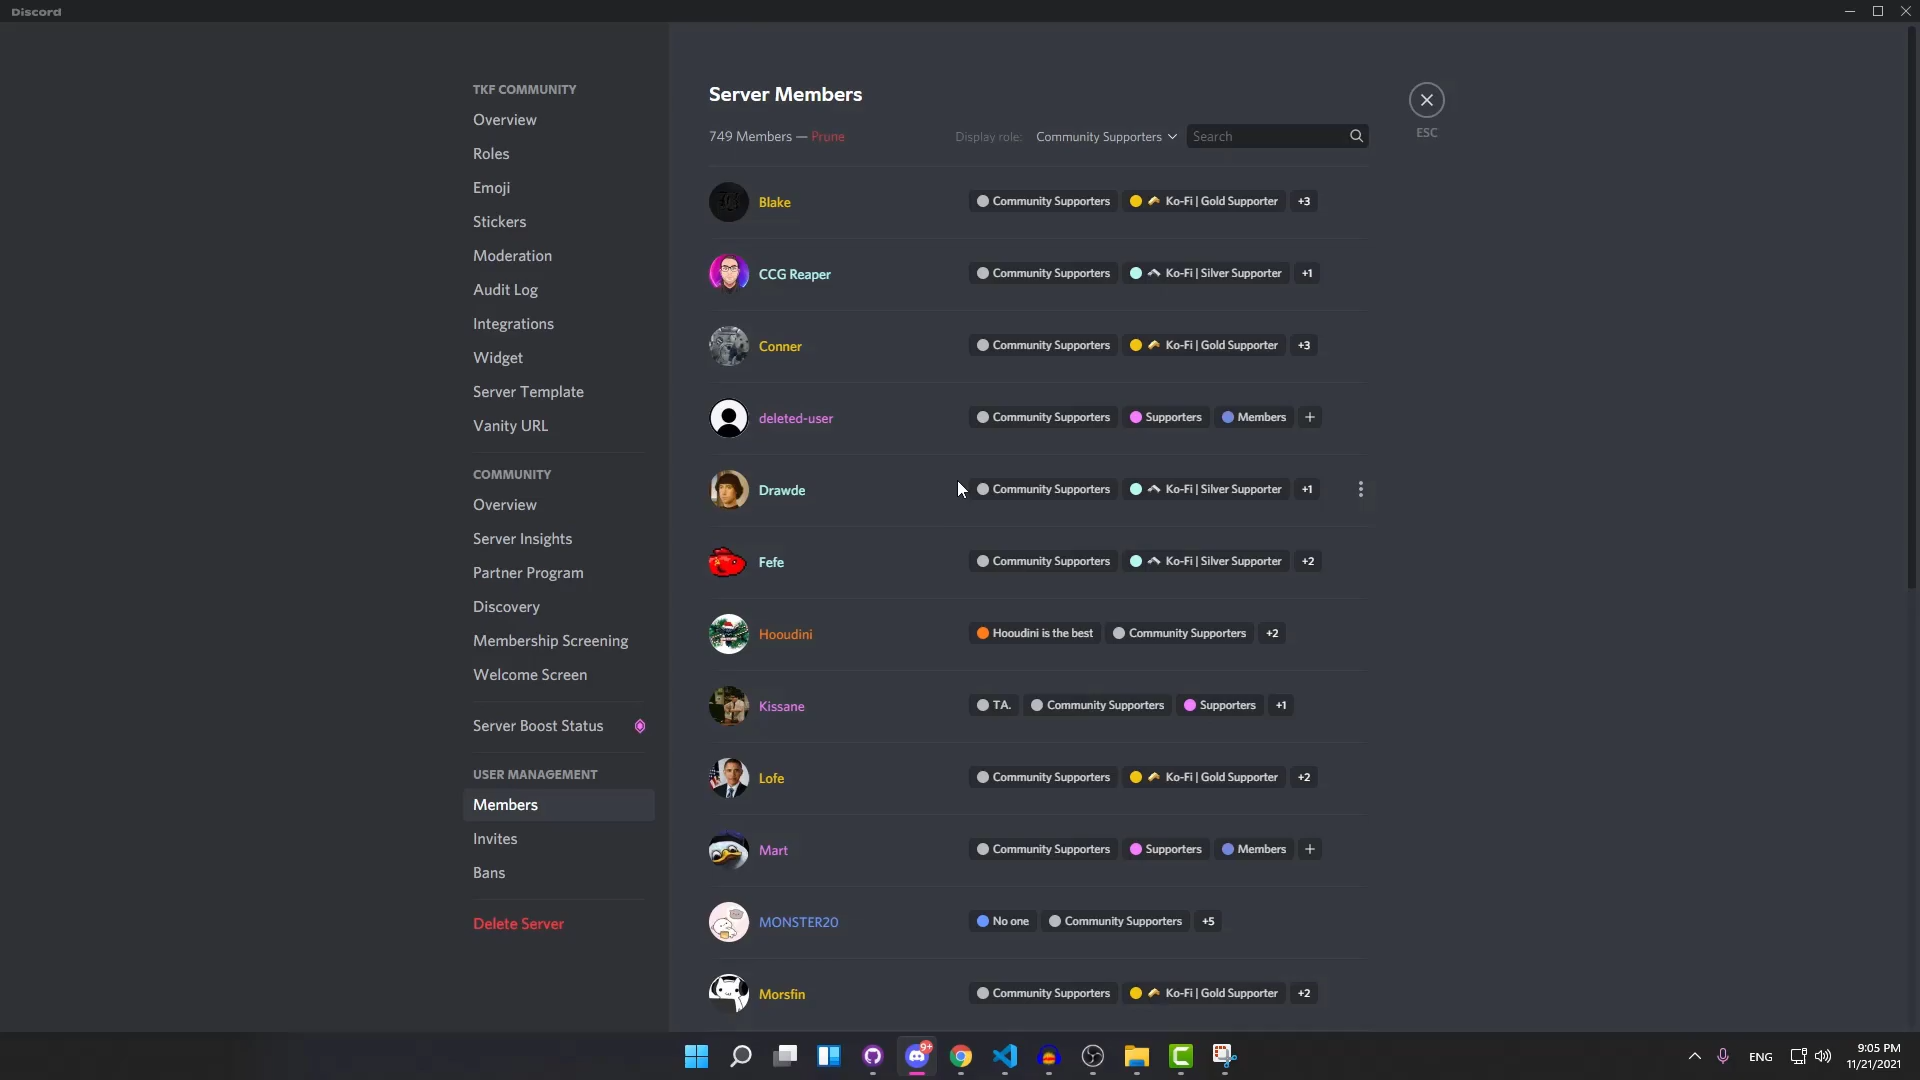 Discord
TKF COMMUNITY
Overview
Roles
Emoji
Stickers
Moderation
Audit Log
Integrations
Widget
Server Template
Vanity URL
COMMUNITY
Overview
Server Insights
Partner Program
Discovery
Membership Screening
Welcome Screen
Server Boost Status
USER MANAGEMENT
Members
Invites
Bans
Delete Server
Server Members
749 Members — Prune
Display role: Community Supporters
Search
ESC
Blake Community Supporters Ko-Fi | Gold Supporter +3
CCG Reaper Community Supporters Ko-Fi | Silver Supporter +1
Conner Community Supporters Ko-Fi | Gold Supporter +3
deleted-user Community Supporters Supporters Members +
Drawde Community Supporters Ko-Fi | Silver Supporter +1
Fefe Community Supporters Ko-Fi | Silver Supporter +2
Hooudini Hooudini is the best Community Supporters +2
Kissane TA. Community Supporters Supporters +1
Lofe Community Supporters Ko-Fi | Gold Supporter +2
Mart Community Supporters Supporters Members +
MONSTER20 No one Community Supporters +5
Morsfin Community Supporters Ko-Fi | Gold Supporter +2
9+
ENG
9:05 PM
11/21/2021